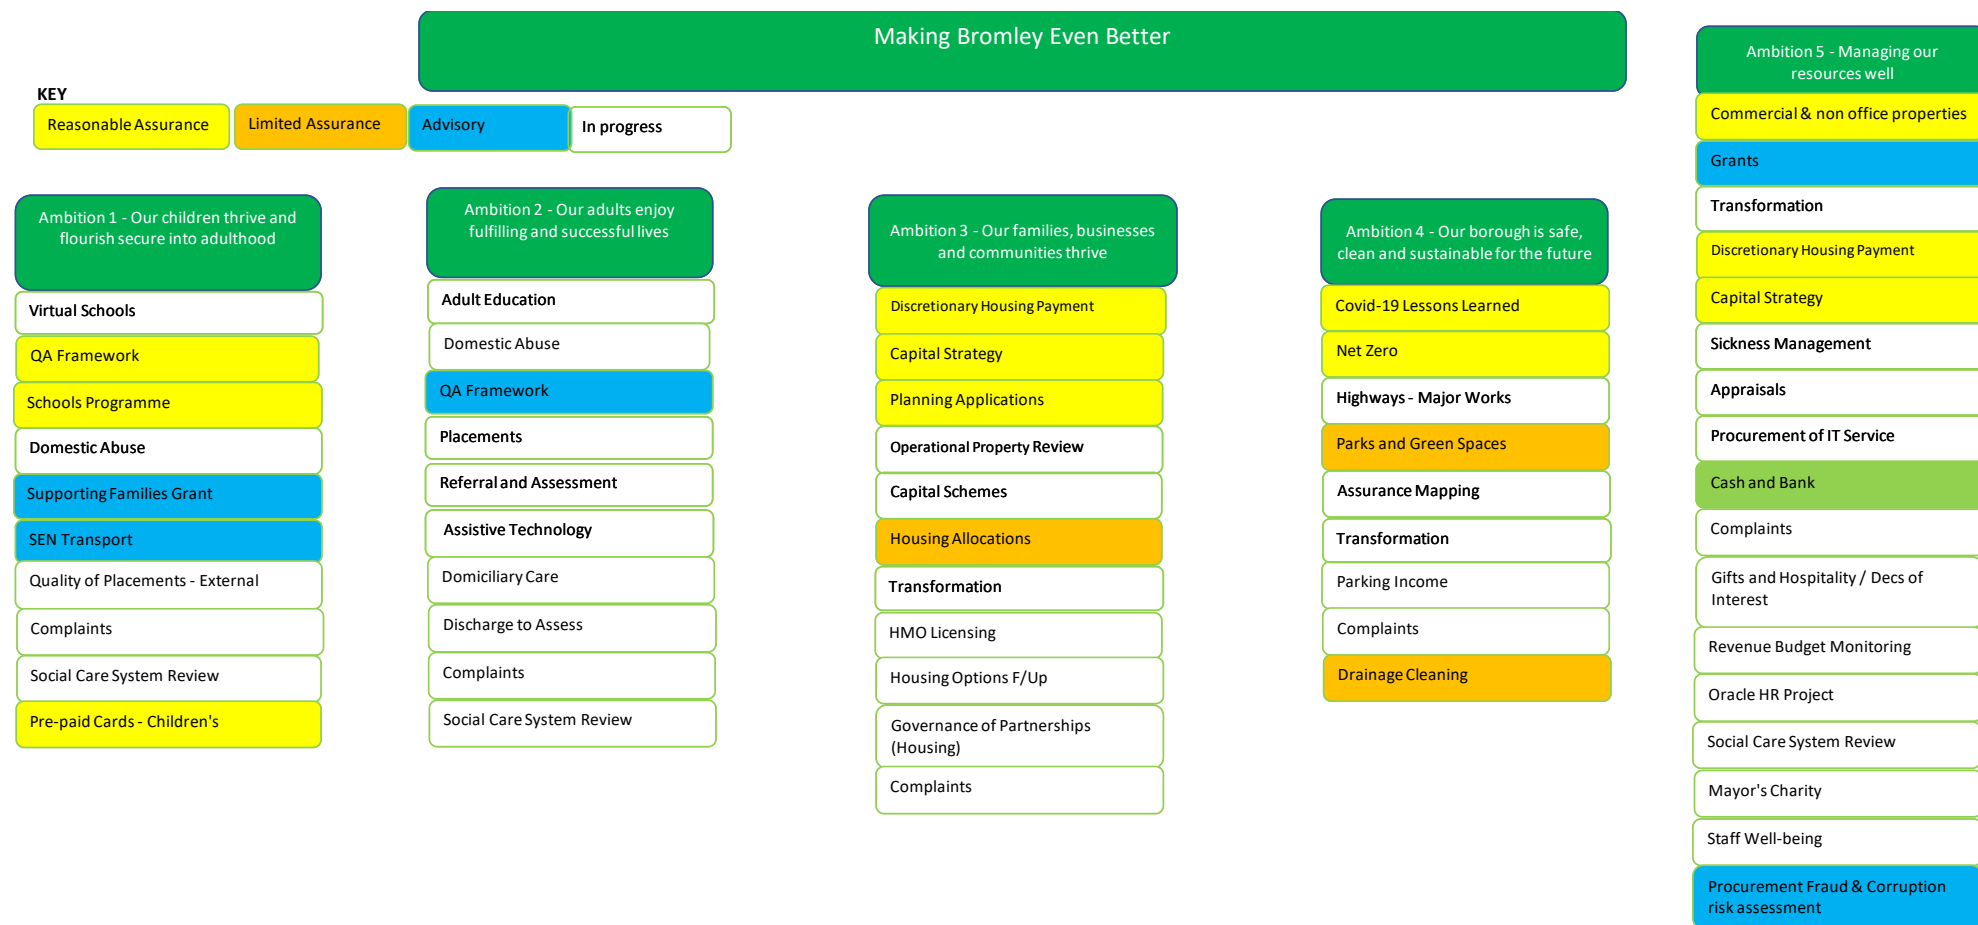 Making Bromley Even Better
KEY
Reasonable Assurance
Limited Assurance
Advisory
In progress
Ambition 1 - Our children thrive and
flourish secure into adulthood
Virtual Schools
QA Framework
Schools Programme
Domestic Abuse
Supporting Families Grant
SEN Transport
Quality of Placements - External
Complaints
Social Care System Review
Pre-paid Cards - Children's
Ambition 2 - Our adults enjoy
fulfilling and successful lives
Adult Education
Domestic Abuse
QA Framework
Placements
Referral and Assessment
Assistive Technology
Domiciliary Care
Discharge to Assess
Complaints
Social Care System Review
Ambition 3 - Our families, businesses
and communities thrive
Discretionary Housing Payment
Capital Strategy
Planning Applications
Operational Property Review
Capital Schemes
Housing Allocations
Transformation
HMO Licensing
Housing Options F/Up
Governance of Partnerships
(Housing)
Complaints
Ambition 4 - Our borough is safe,
clean and sustainable for the future
Covid-19 Lessons Learned
Net Zero
Highways - Major Works
Parks and Green Spaces
Assurance Mapping
Transformation
Parking Income
Complaints
Drainage Cleaning
Ambition 5 - Managing our
resources well
Commercial & non office properties
Grants
Transformation
Discretionary Housing Payment
Capital Strategy
Sickness Management
Appraisals
Procurement of IT Service
Cash and Bank
Complaints
Gifts and Hospitality / Decs of
Interest
Revenue Budget Monitoring
Oracle HR Project
Social Care System Review
Mayor's Charity
Staff Well-being
Procurement Fraud & Corruption
risk assessment